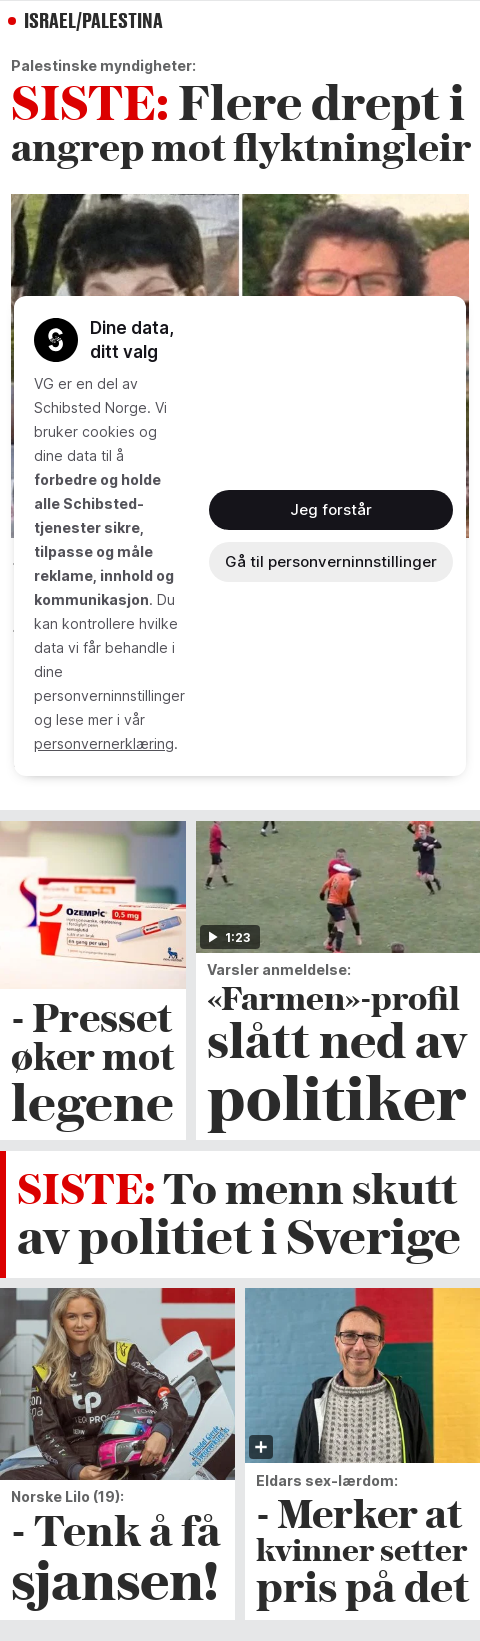 ISRAEL/PALESTINA
Palestinske myndigheter:
SISTE: Flere drept i
angrep mot flyktningleir
Dine data,
ditt valg
VG er en del av
Schibsted Norge. Vi
bruker cookies og
dine data til å
forbedre og holde
alle Schibsted-
tjenester sikre,
tilpasse og måle
reklame, innhold og
kommunikasjon. Du
kan kontrollere hvilke
data vi får behandle i
dine
personverninnstillinger
og lese mer i vår
personvernerklæring.
Jeg forstår
Gå til personverninnstillinger
OZEMPIC 0,5 mg
- Presset
øker mot
legene
1:23
Varsler anmeldelse:
«Farmen»-profil
slått ned av
politiker
SISTE: To menn skutt
av politiet i Sverige
Norske Lilo (19):
- Tenk å få
sjansen!
Eldars sex-lærdom:
- Merker at
kvinner setter
pris på det